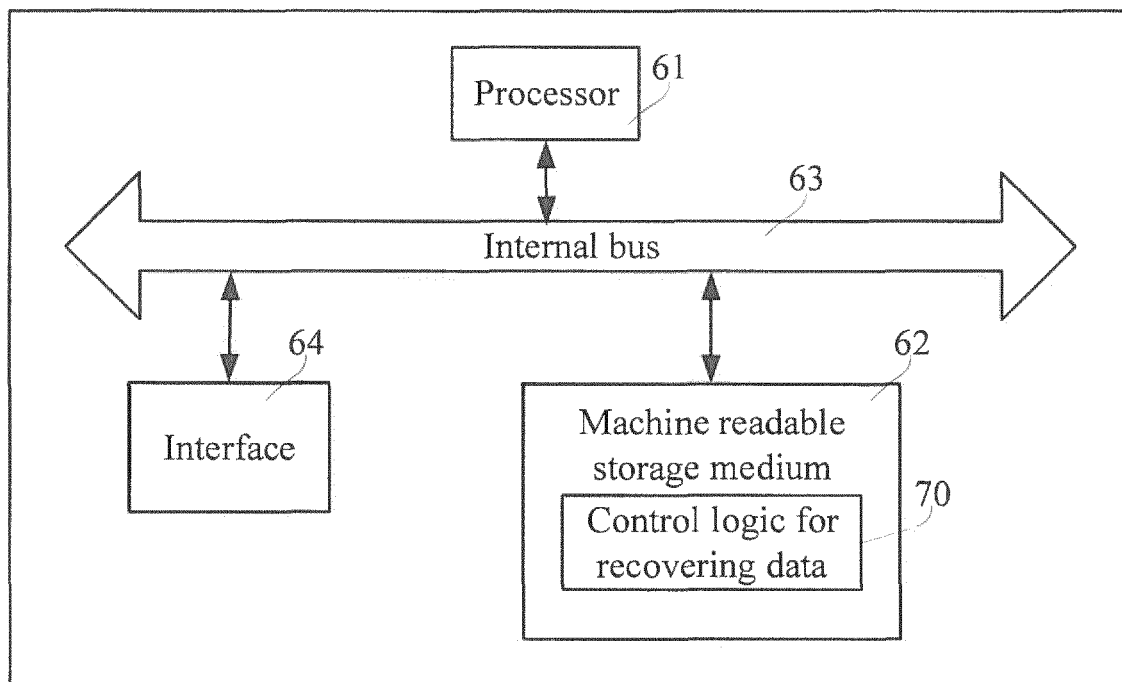 61
Processor
63
Internal bus
64
Interface
62
Machine readable
storage medium
70
Control logic for
recovering data